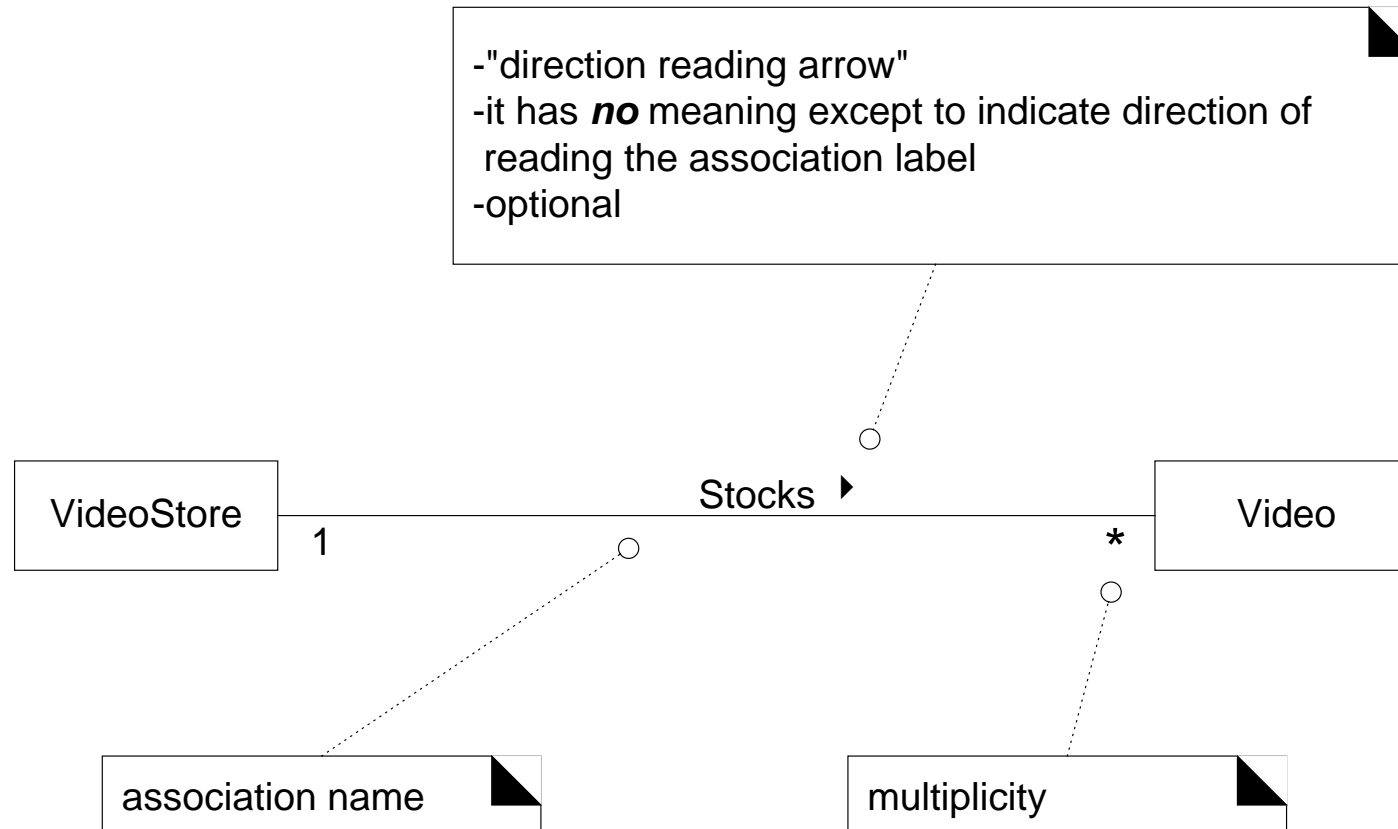 -"direction reading arrow"
-it has no meaning except to indicate direction of
reading the association label
-optional
Stocks
VideoStore
Video
1
*
association name
multiplicity